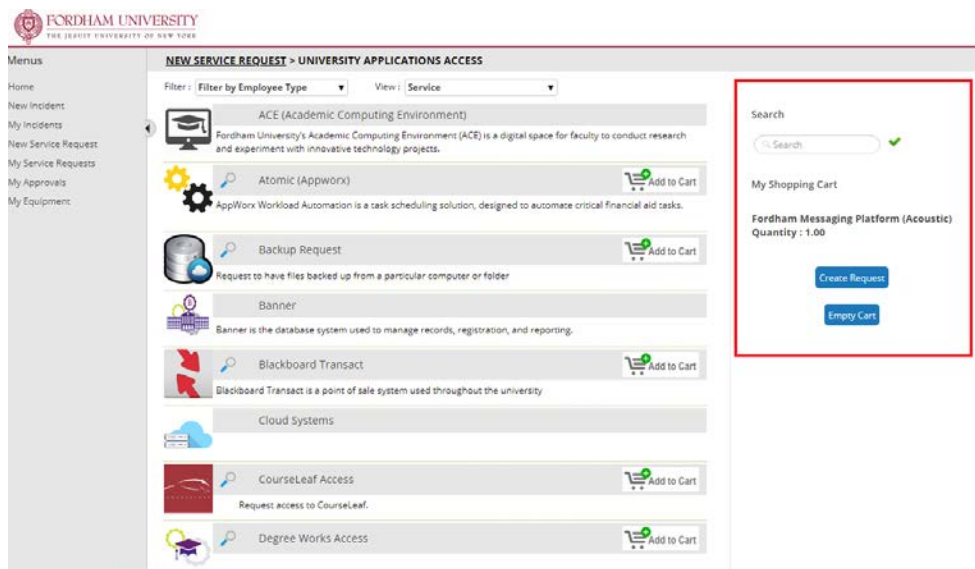 FORDHAM UNIVERSITY
THE JESUIT UNIVERSITY OF NEW YORK
Menus
Home
New Incident
My Incidents
New Service Request
My Service Requests
My Approvals
My Equipment
NEW SERVICE REQUEST > UNIVERSITY APPLICATIONS ACCESS
Filter : Filter by Employee Type View : Service
ACE (Academic Computing Environment)
Fordham University's Academic Computing Environment (ACE) is a digital space for faculty to conduct research
and experiment with innovative technology projects.
Atomic (Appworx) Add to Cart
AppWorx Workload Automation is a task scheduling solution, designed to automate critical financial aid tasks.
Backup Request Add to Cart
Request to have files backed up from a particular computer or folder
Banner
Banner is the database system used to manage records, registration, and reporting.
Blackboard Transact Add to Cart
Blackboard Transact is a point of sale system used throughout the university
Cloud Systems
CourseLeaf Access Add to Cart
Request access to CourseLeaf.
Degree Works Access Add to Cart
Search
Search
My Shopping Cart
Fordham Messaging Platform (Acoustic)
Quantity : 1.00
Create Request
Empty Cart